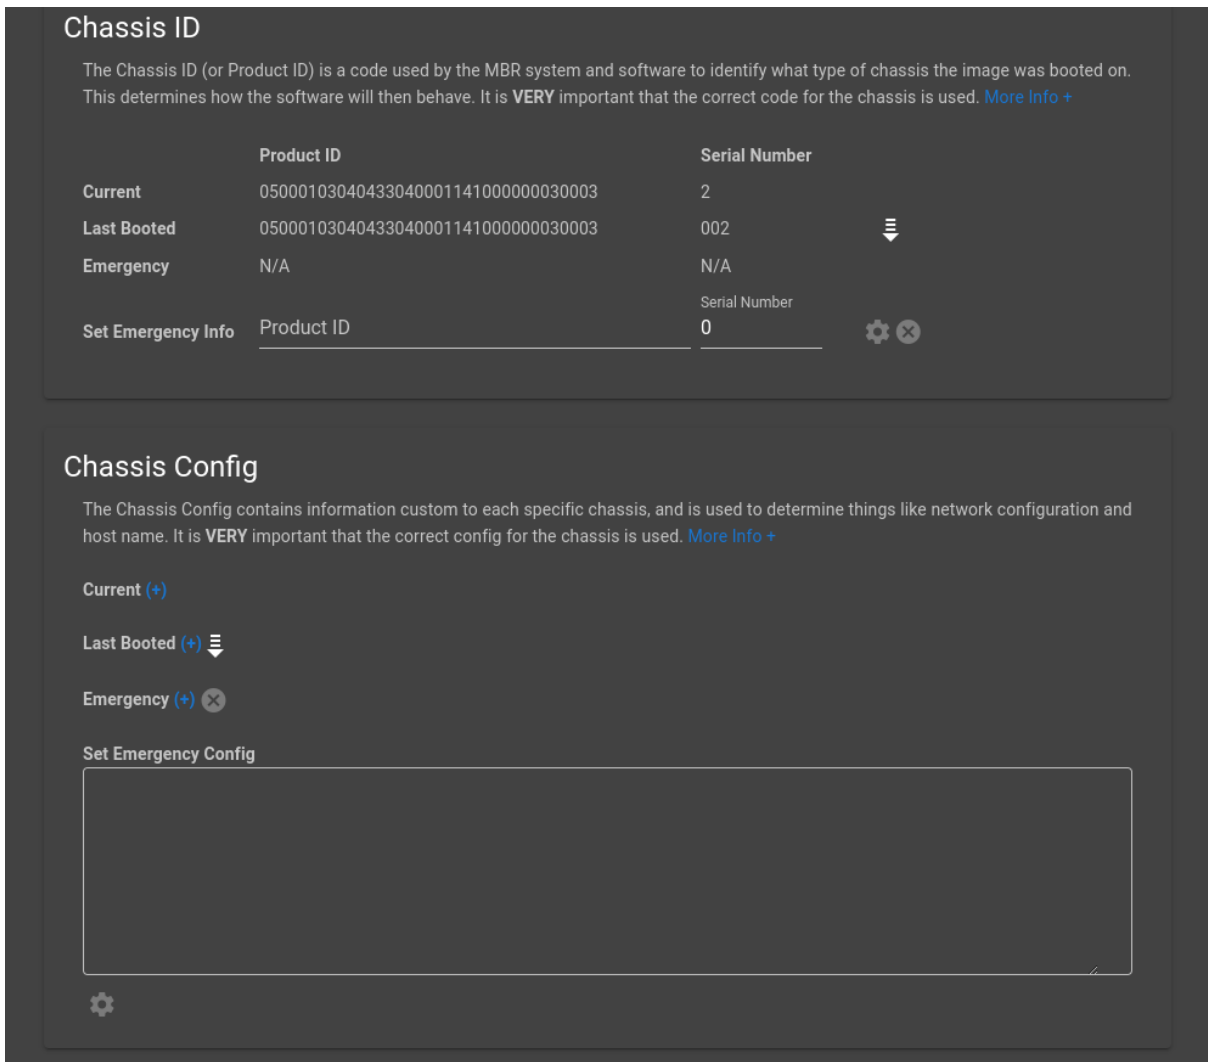 Chassis ID
The Chassis ID (or Product ID) is a code used by the MBR system and software to identify what type of chassis the image was booted on.
This determines how the software will then behave. It is VERY important that the correct code for the chassis is used. More Info +
Product ID Serial Number
Current 05000103040433040001141000000030003 2
Last Booted 05000103040433040001141000000030003 002
Emergency N/A N/A
Serial Number
Set Emergency Info Product ID 0
Chassis Config
The Chassis Config contains information custom to each specific chassis, and is used to determine things like network configuration and
host name. It is VERY important that the correct config for the chassis is used. More Info +
Current (+)
Last Booted (+)
Emergency (+)
Set Emergency Config